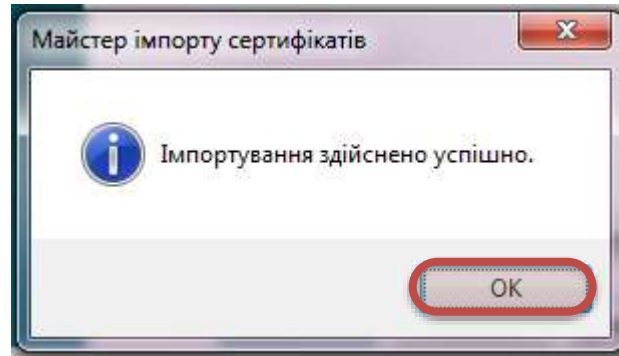 Майстер імпорту сертифікатів
Імпортування здійснено успішно.
OK